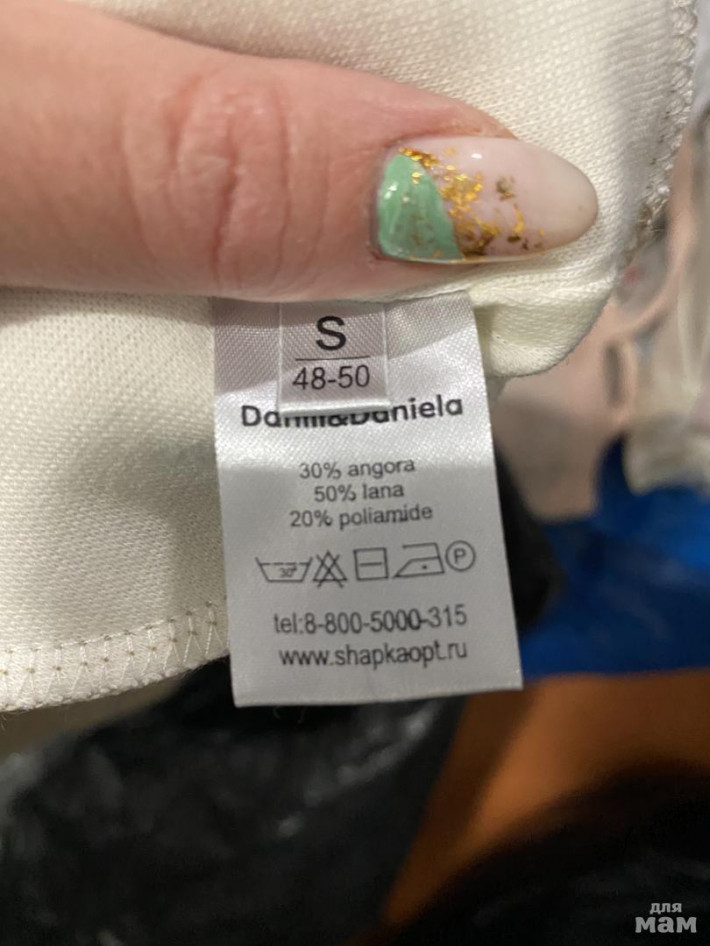 S
48-50
Daniela
30% angora
50% lana
20% poliamide
30°
P
tel:8-800-5000-315
www.shapkaopt.ru
для
мам